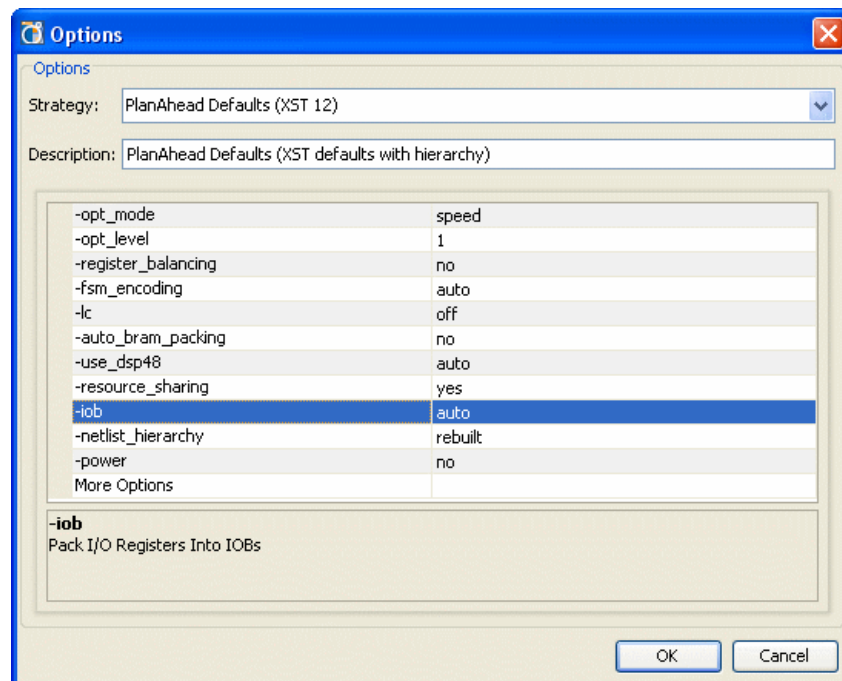 Options
Options
Strategy: PlanAhead Defaults (XST 12)
Description: PlanAhead Defaults (XST defaults with hierarchy)
-opt_mode speed
-opt_level 1
-register_balancing no
-fsm_encoding auto
-lc off
-auto_bram_packing no
-use_dsp48 auto
-resource_sharing yes
-iob auto
-netlist_hierarchy rebuilt
-power no
More Options
-iob
Pack I/O Registers Into IOBs
OK Cancel